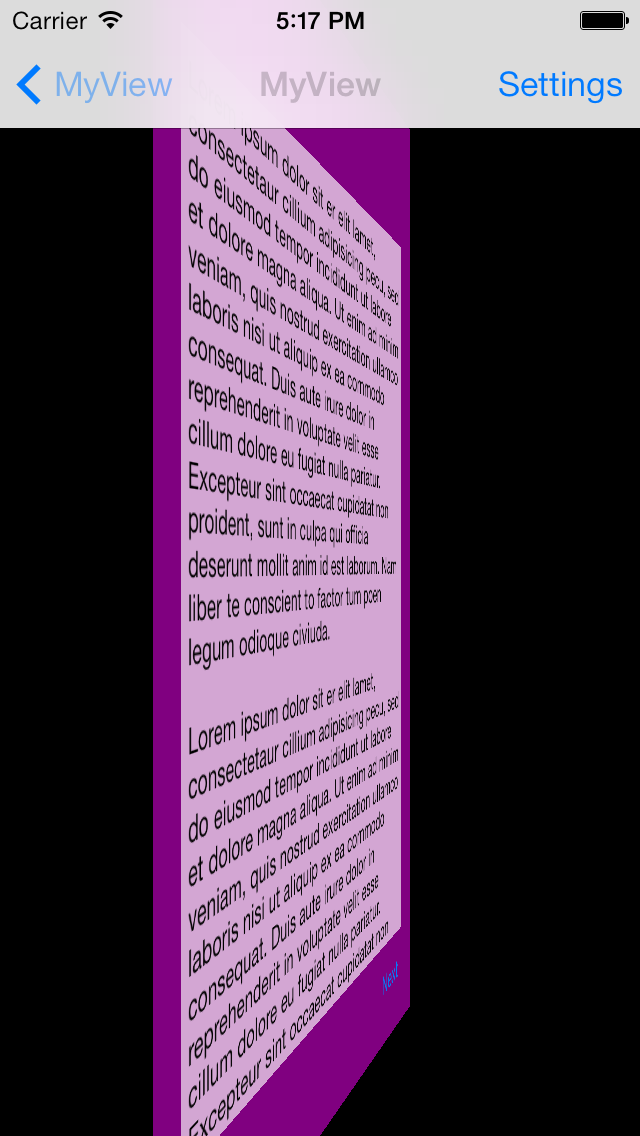 Carrier 5:17 PM
MyView MyView Settings
ipsum dolor sit er elit lamet,
consectetaur cillium adipisicing pecu, sed
do eiusmod tempor incididunt ut labore
et dolore magna aliqua. Ut enim ad minim
veniam, quis nostrud exercitation ullamco
laboris nisi ut aliquip ex ea commodo
consequat. Duis aute irure dolor in
reprehenderit in voluptate velit esse
cillum dolore eu fugiat nulla pariatur.
Excepteur sint occaecat cupidatat non
proident, sunt in culpa qui officia
deserunt mollit anim id est laborum. Nam
liber te conscient to factor tum poen
legum odioque civiuda.
Lorem ipsum dolor sit er elit lamet,
consectetaur cillium adipisicing pecu, sed
do eiusmod tempor incididunt ut labore
et dolore magna aliqua. Ut enim ad minim
veniam, quis nostrud exercitation ullamco
laboris nisi ut aliquip ex ea commodo
consequat. Duis aute irure dolor in
reprehenderit in voluptate velit esse
cillum dolore eu fugiat nulla pariatur.
Excepteur sint occaecat cupidatat non
Next